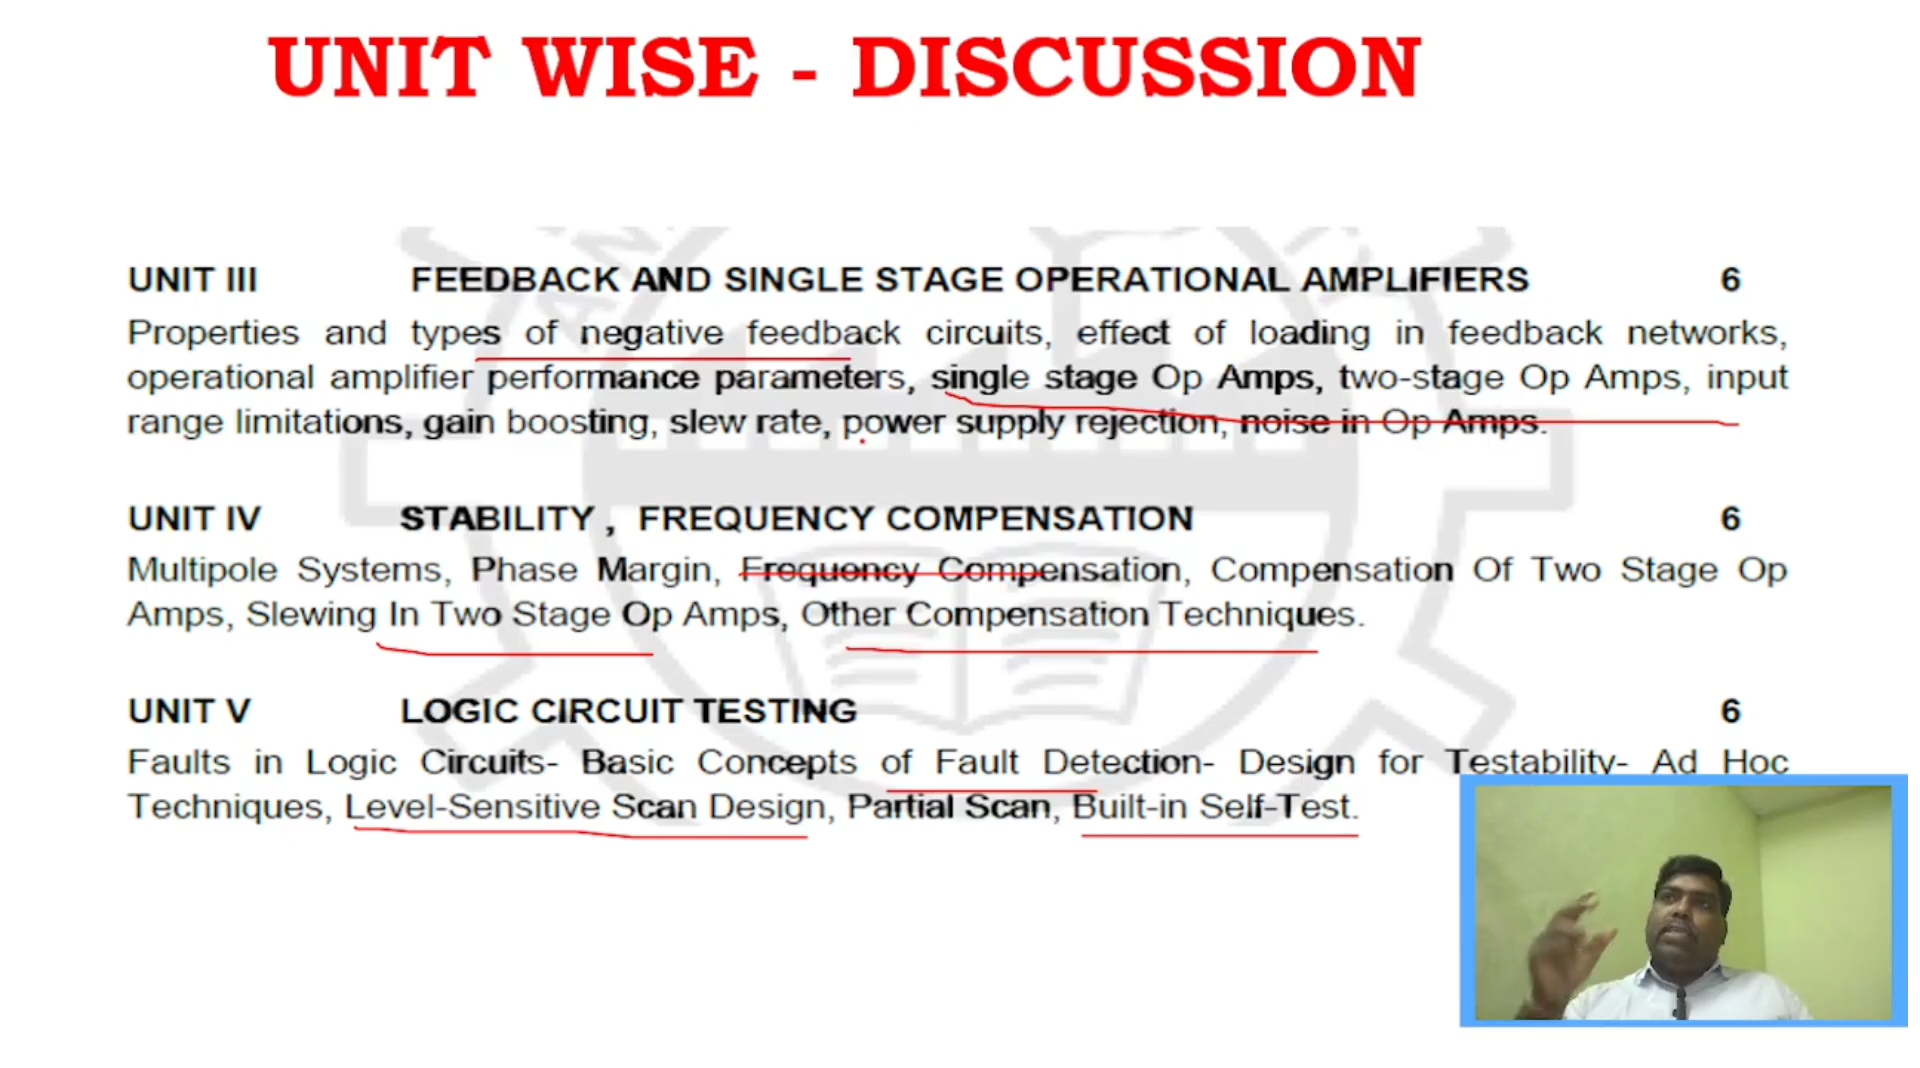 UNIT WISE - DISCUSSION
UNIT III FEEDBACK AND SINGLE STAGE OPERATIONAL AMPLIFIERS 6
Properties and types of negative feedback circuits, effect of loading in feedback networks,
operational amplifier performance parameters, single stage Op Amps, two-stage Op Amps, input
range limitations, gain boosting, slew rate, power supply rejection, noise in Op Amps.
UNIT IV STABILITY , FREQUENCY COMPENSATION 6
Multipole Systems, Phase Margin, Frequency Compensation, Compensation Of Two Stage Op
Amps, Slewing In Two Stage Op Amps, Other Compensation Techniques.
UNIT V LOGIC CIRCUIT TESTING 6
Faults in Logic Circuits- Basic Concepts of Fault Detection- Design for Testability- Ad Hoc
Techniques, Level-Sensitive Scan Design, Partial Scan, Built-in Self-Test.